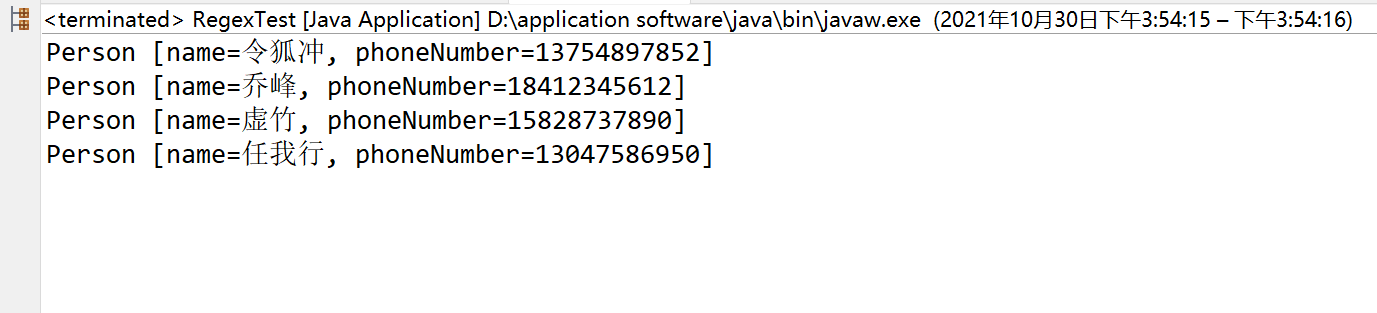 <terminated> RegexTest [Java Application] D:\application software\java\bin\javaw.exe  (2021年10月30日下午3:54:15 – 下午3:54:16)
Person [name=令狐冲, phoneNumber=13754897852]
Person [name=乔峰, phoneNumber=18412345612]
Person [name=虚竹, phoneNumber=15828737890]
Person [name=任我行, phoneNumber=13047586950]